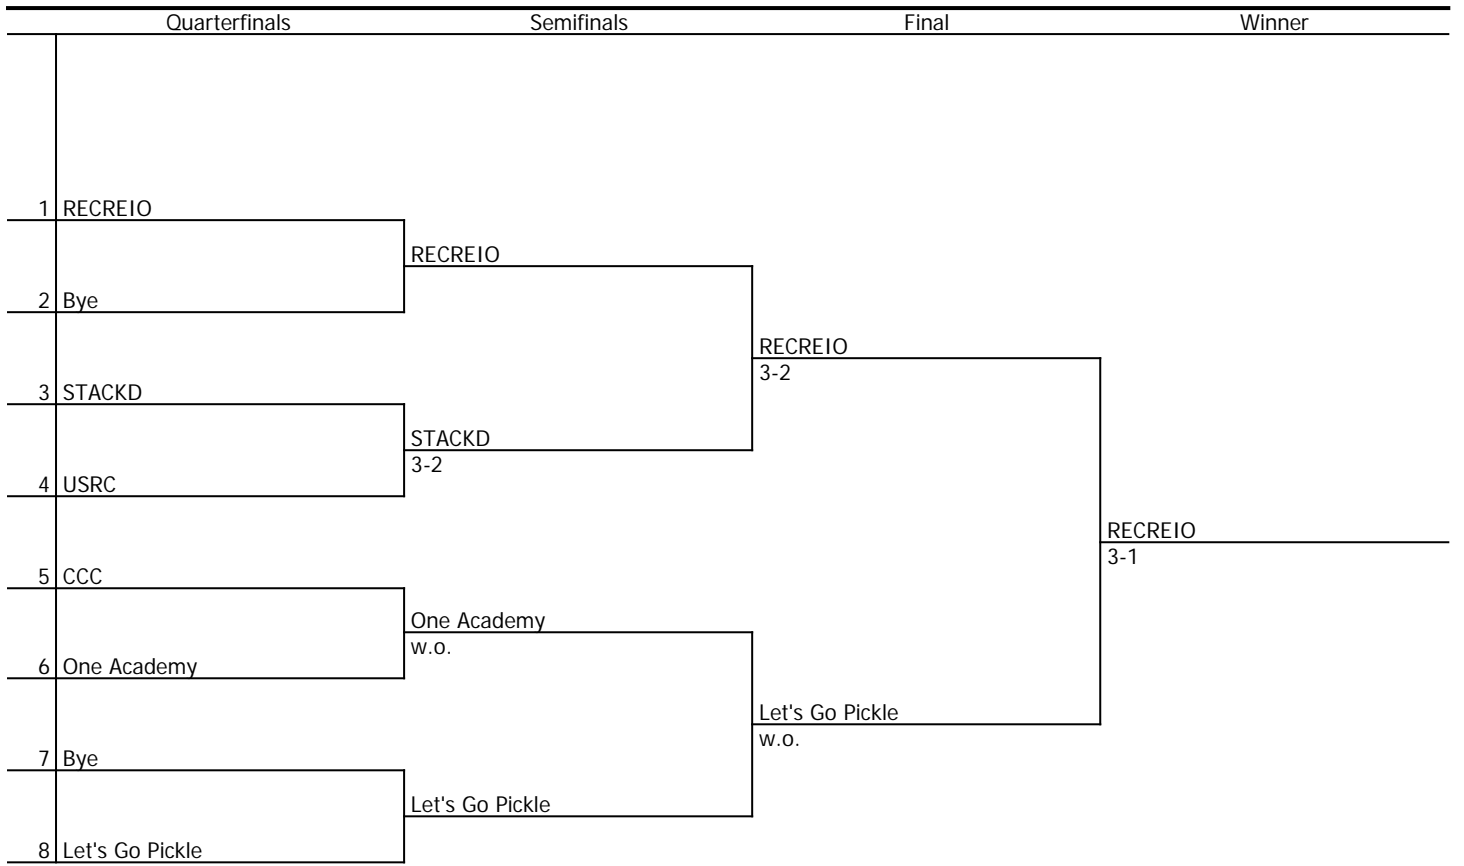 Quarterfinals Semifinals Final Winner
1 RECREIO
RECREIO
2 Bye
RECREIO
3-2
3 STACKD
STACKD
3-2
4 USRC
RECREIO
3-1
5 CCC
One Academy
w.o.
6 One Academy
Let's Go Pickle
w.o.
7 Bye
Let's Go Pickle
8 Let's Go Pickle